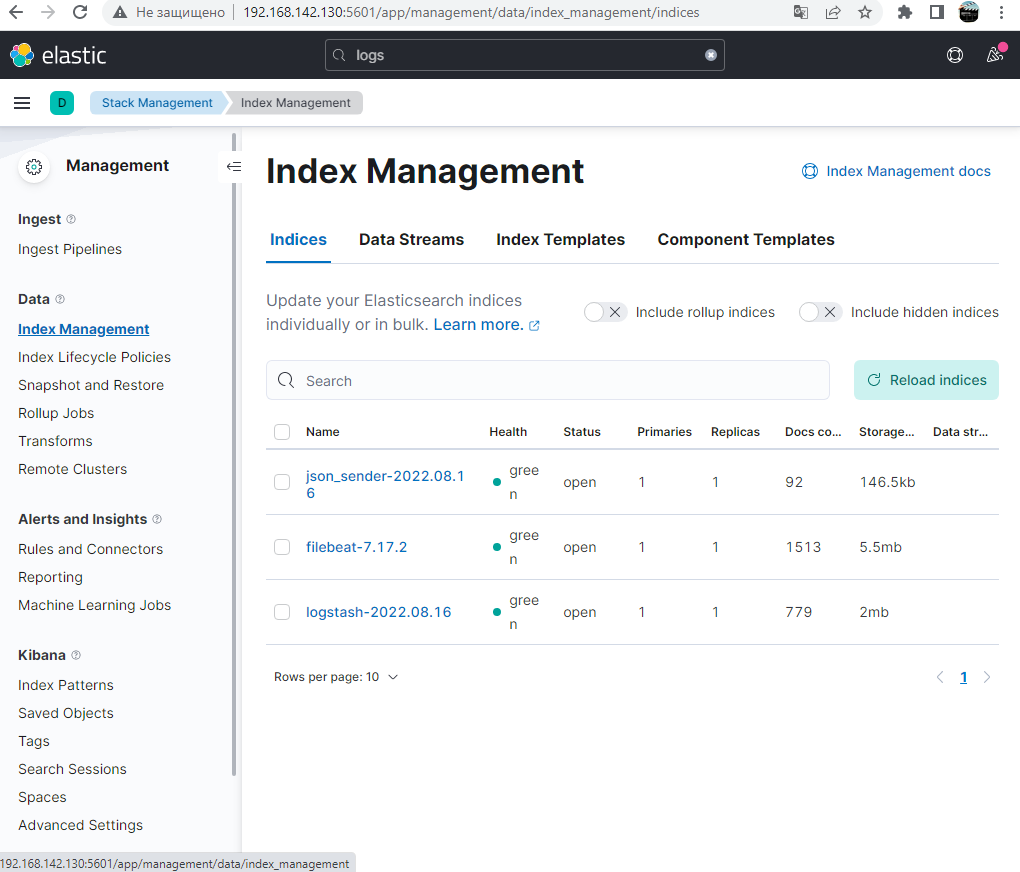 Не защищено
192.168.142.130:5601/app/management/data/index_management/indices
elastic
logs
D
Stack Management
Index Management
Management
Ingest
Ingest Pipelines
Data
Index Management
Index Lifecycle Policies
Snapshot and Restore
Rollup Jobs
Transforms
Remote Clusters
Alerts and Insights
Rules and Connectors
Reporting
Machine Learning Jobs
Kibana
Index Patterns
Saved Objects
Tags
Search Sessions
Spaces
Advanced Settings
Index Management
Index Management docs
Indices Data Streams Index Templates Component Templates
Update your Elasticsearch indices
individually or in bulk. Learn more.
Include rollup indices
Include hidden indices
Search
Reload indices
Name Health Status Primaries Replicas Docs co... Storage... Data str...
json_sender-2022.08.1
6
gree
n
open 1 1 92 146.5kb
filebeat-7.17.2
gree
n
open 1 1 1513 5.5mb
logstash-2022.08.16
gree
n
open 1 1 779 2mb
Rows per page: 10
1
192.168.142.130:5601/app/management/data/index_management